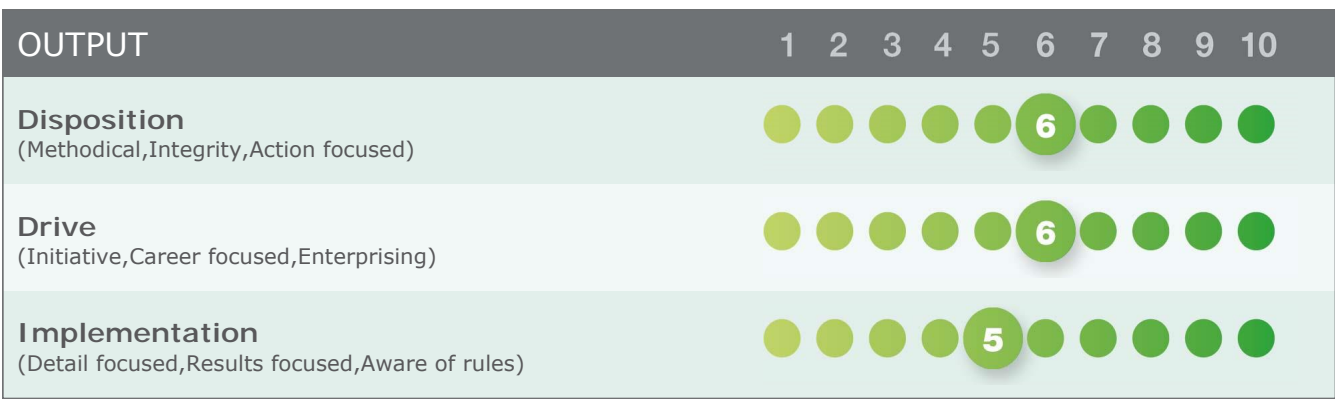 OUTPUT 1 2 3 4 5 6 7 8 9 10
Disposition
(Methodical,Integrity,Action focused)
6
Drive
(Initiative,Career focused,Enterprising)
6
Implementation
(Detail focused,Results focused,Aware of rules)
5